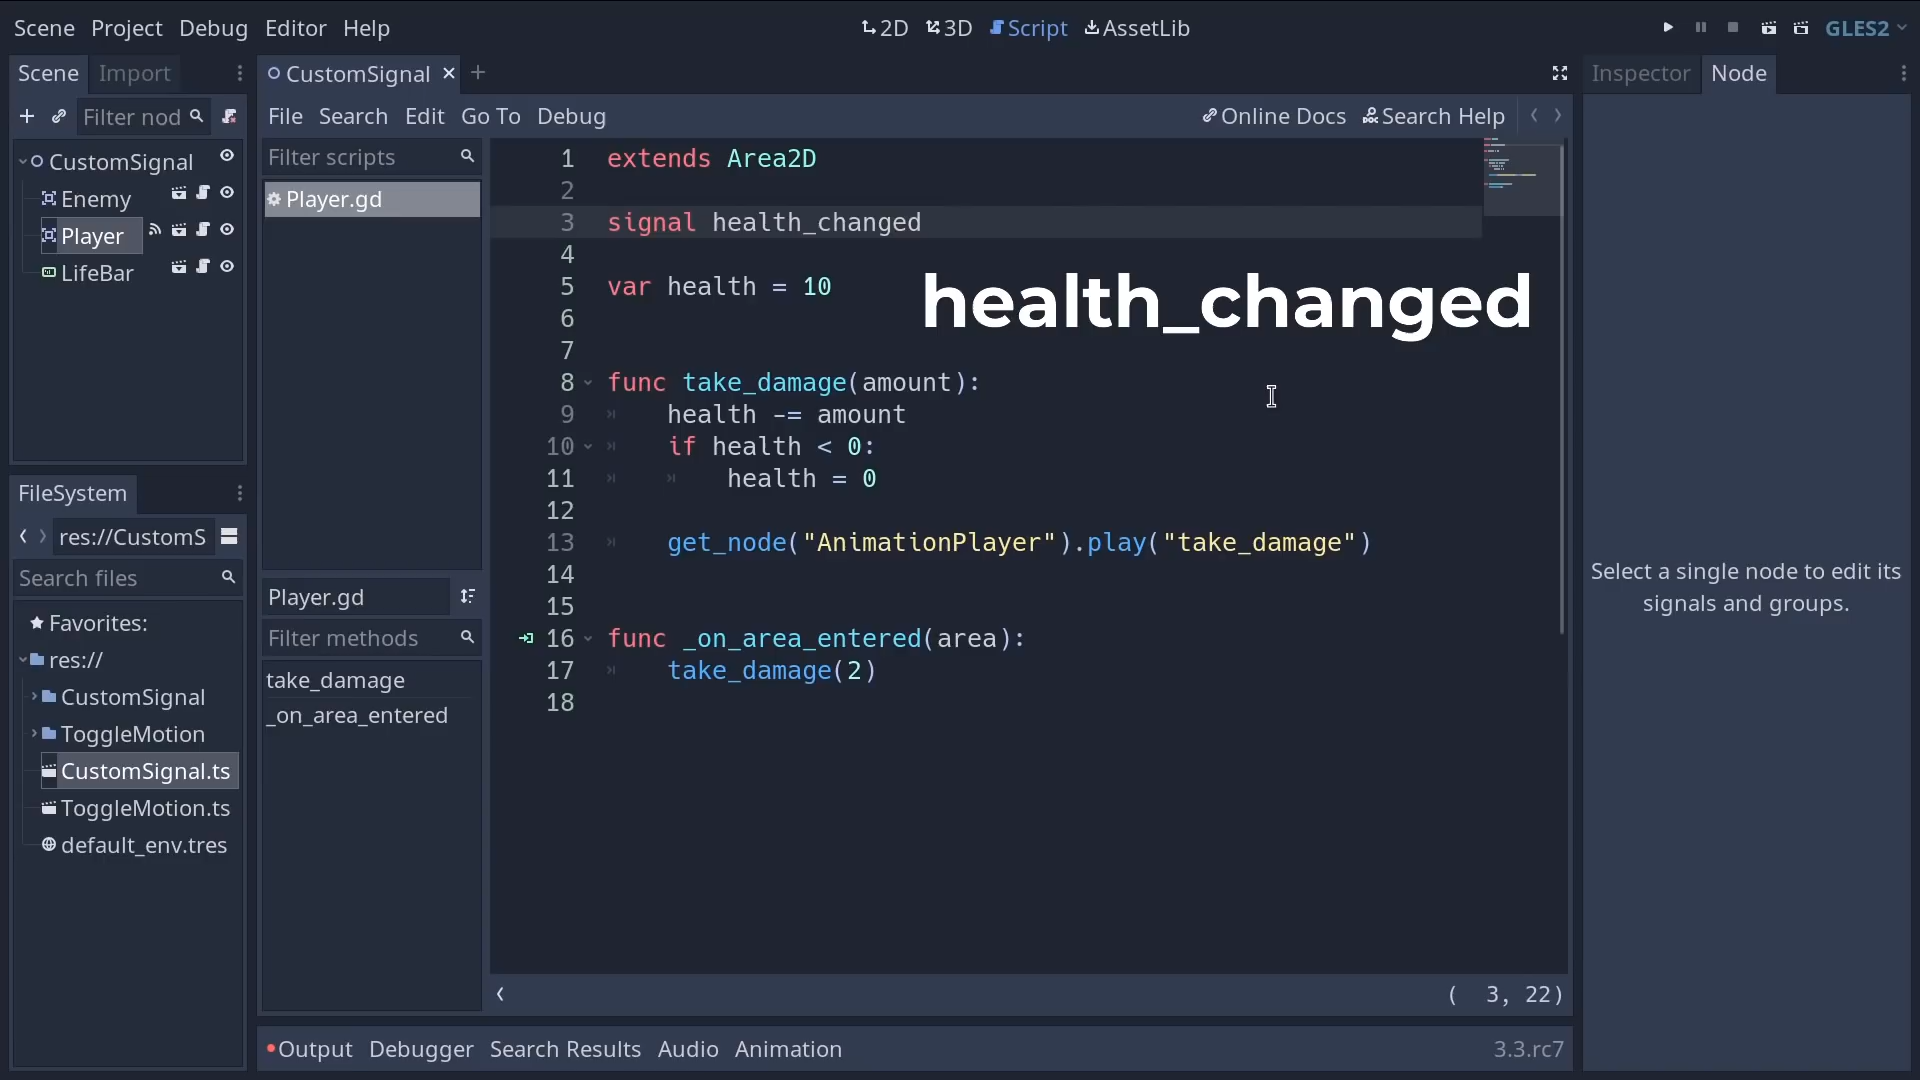 Scene Project Debug Editor Help
2D 3D Script AssetLib
GLES2
Scene Import
CustomSignal
Inspector Node
Filter nod
File Search Edit Go To Debug
Online Docs Search Help
CustomSignal
Enemy
Player
LifeBar
Filter scripts
Player.gd
1 extends Area2D
2
3 signal health_changed
4
5 var health = 10
health_changed
6
7
8 func take_damage(amount):
9 health -= amount
10 if health < 0:
11 health = 0
12
13 get_node("AnimationPlayer").play("take_damage")
14
15
16 func _on_area_entered(area):
17 take_damage(2)
18
FileSystem
res://CustomS
Search files
Favorites:
res://
CustomSignal
ToggleMotion
CustomSignal.ts
ToggleMotion.ts
default_env.tres
Player.gd
Filter methods
take_damage
_on_area_entered
Select a single node to edit its
signals and groups.
( 3, 22)
Output Debugger Search Results Audio Animation
3.3.rc7